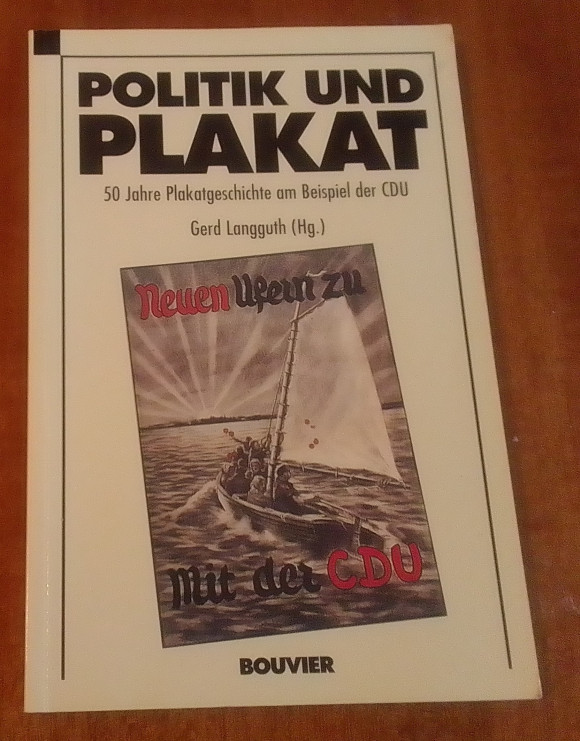 POLITIK UND
PLAKAT
50 Jahre Plakatgeschichte am Beispiel der CDU
Gerd Langguth (Hg.)
Neuen Ufern zu
Mit der CDU
BOUVIER